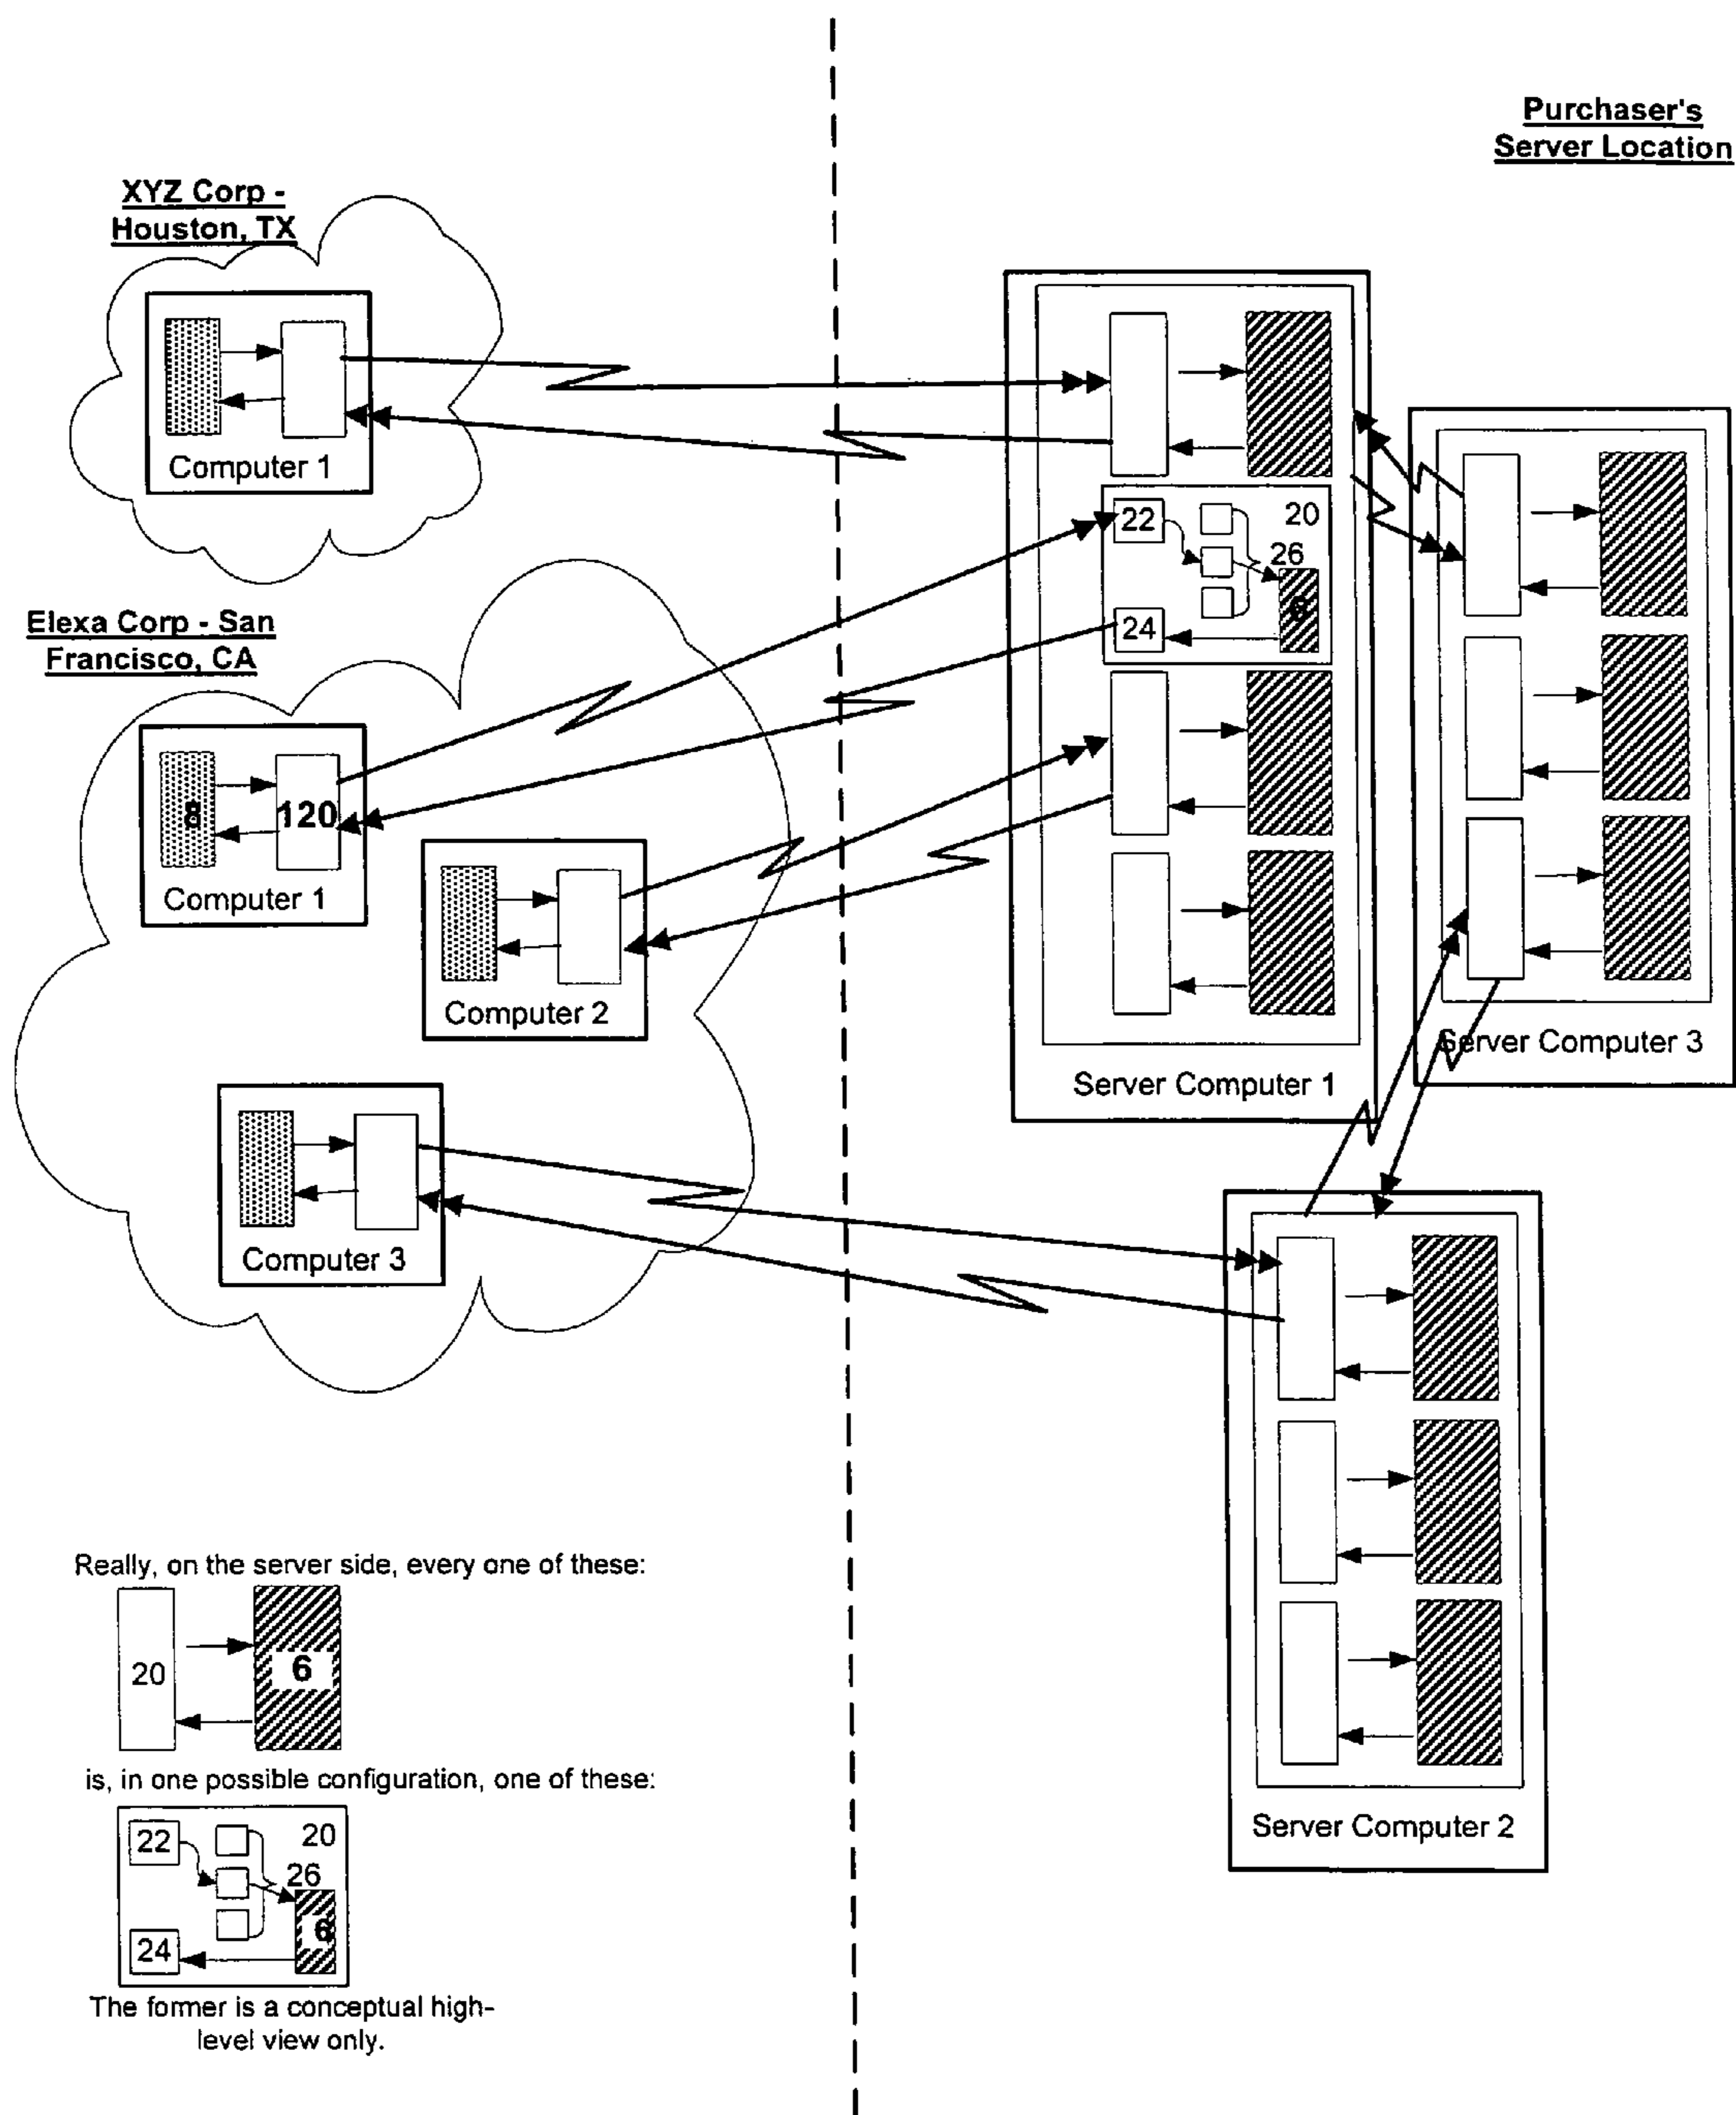 Purchaser's
Server Location
XYZ Corp -
Houston, TX
Computer 1
22
20
26
6
24
Elexa Corp - San
Francisco, CA
8
120
Computer 1
Computer 2
Computer 3
Server Computer 1
Server Computer 3
Server Computer 2
Really, on the server side, every one of these:
20
6
is, in one possible configuration, one of these:
22
20
26
6
24
The former is a conceptual high-
level view only.